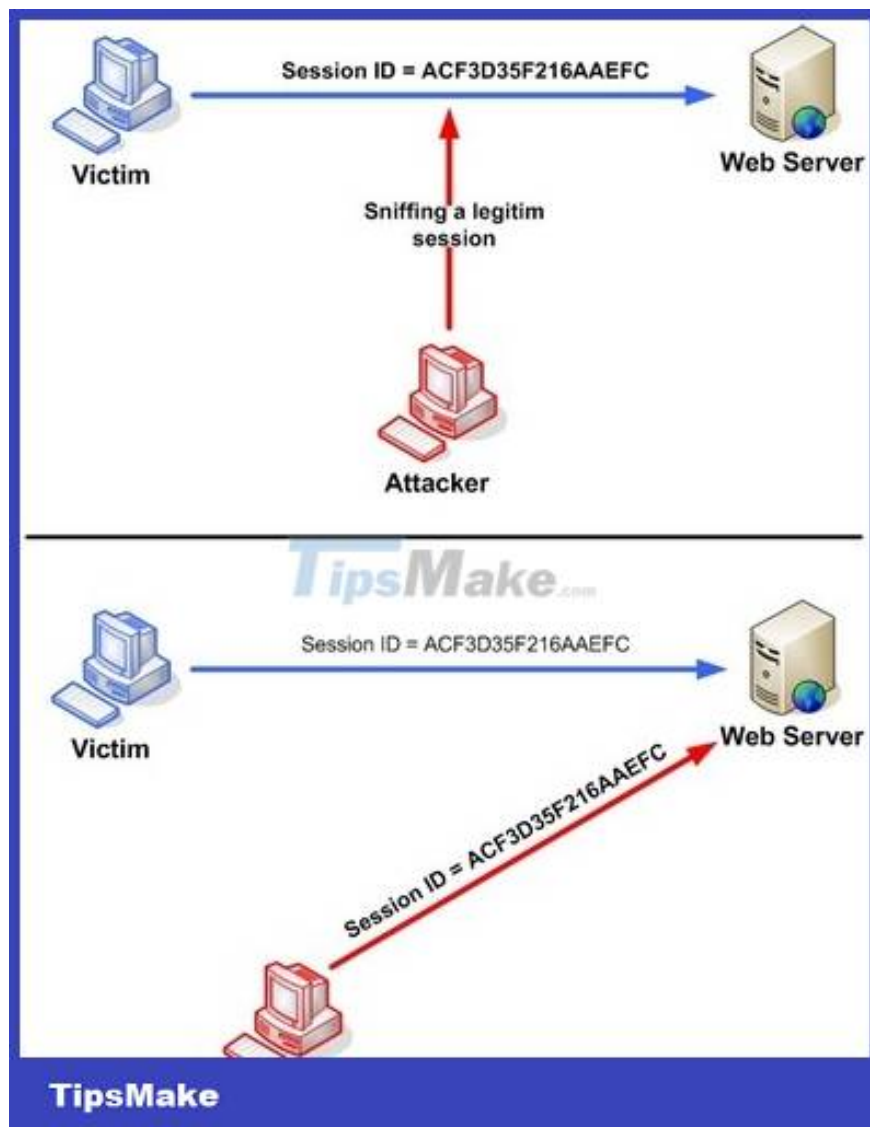 Session ID = ACF3D35F216AAEFC
Victim
Web Server
Sniffing a legitim
session
Attacker
TipsMake.com
Session ID = ACF3D35F216AAEFC
Victim
Web Server
Session ID = ACF3D35F216AAEFC
TipsMake